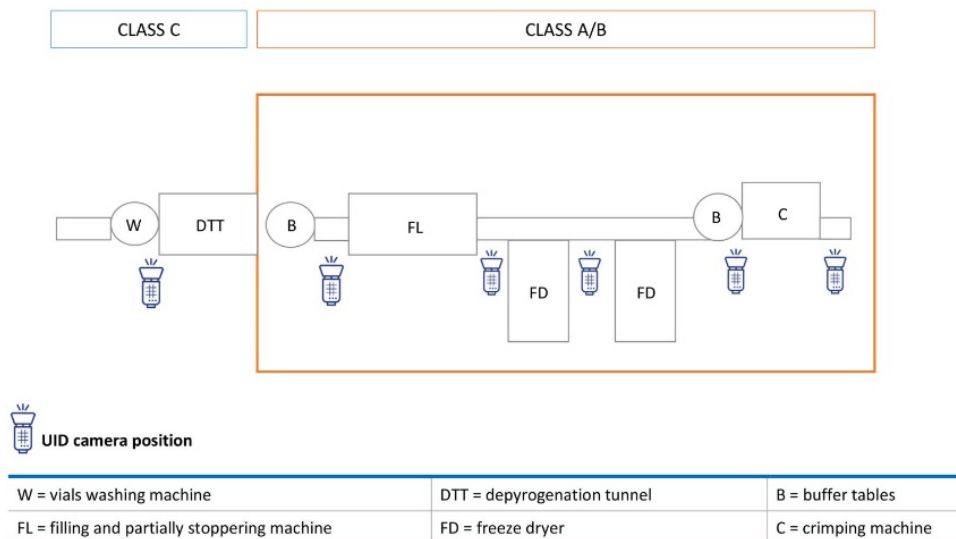 CLASS C
CLASS A/B
W
DTT
B
FL
B
C
FD
FD
UID camera position
W = vials washing machine
DTT = depyrogenation tunnel
B = buffer tables
FL = filling and partially stoppering machine
FD = freeze dryer
C = crimping machine